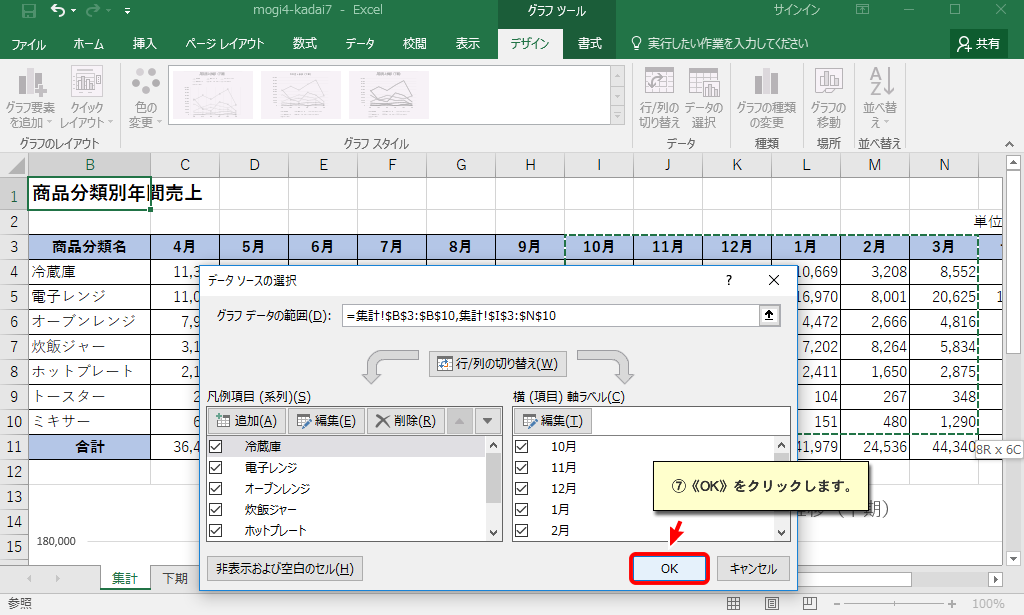 mogi4-kadai7 - Excel
グラフ ツール
サインイン
ファイル ホーム 挿入 ページ レイアウト 数式 データ 校閲 表示 デザイン 書式 実行したい作業を入力してください 共有
グラフ要素を追加 クイックレイアウト 色の変更 行/列の切り替え データの選択 グラフの種類の変更 グラフの移動 並べ替え
グラフのレイアウト グラフ スタイル データ 種類 場所 並べ替え
B C D E F G H I J K L M N
1 商品分類別年間売上
2 単位
3 商品分類名 4月 5月 6月 7月 8月 9月 10月 11月 12月 1月 2月 3月
4 冷蔵庫 11,3 10,669 3,208 8,552
5 電子レンジ 11,0 16,970 8,001 20,625 1
6 オーブンレンジ 7,9 4,472 2,666 4,816
7 炊飯ジャー 3,1 7,202 8,264 5,834
8 ホットプレート 2,1 2,411 1,650 2,875
9 トースター 2 104 267 348
10 ミキサー 6 151 480 1,290
11 合計 36,4 41,979 24,536 44,340
8R x 6C
12
13
14
15 180,000
データ ソースの選択 ?
グラフ データの範囲(D): =集計!$B$3:$B$10,集計!$I$3:$N$10
行/列の切り替え(W)
凡例項目 (系列)(S) 横 (項目) 軸ラベル(C)
追加(A) 編集(E) 削除(R) 編集(T)
冷蔵庫 10月
電子レンジ 11月
オーブンレンジ 12月
炊飯ジャー 1月
ホットプレート 2月
⑦《OK》をクリックします。
期)
非表示および空白のセル(H) OK キャンセル
集計 下期
参照 100%